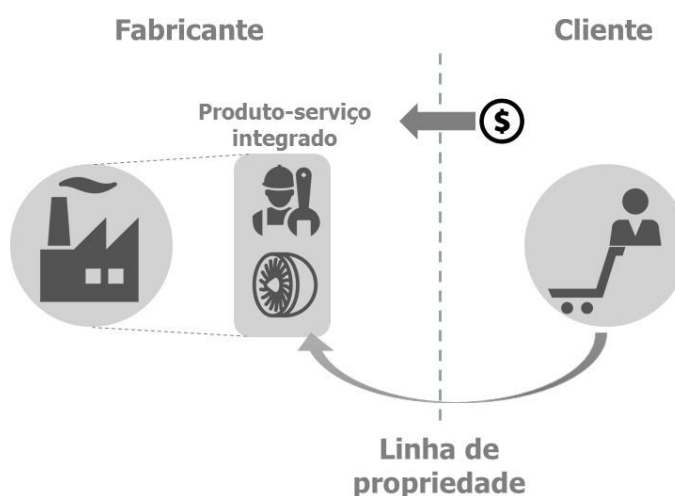 Fabricante
Cliente
Produto-serviço
integrado
$
Linha de
propriedade